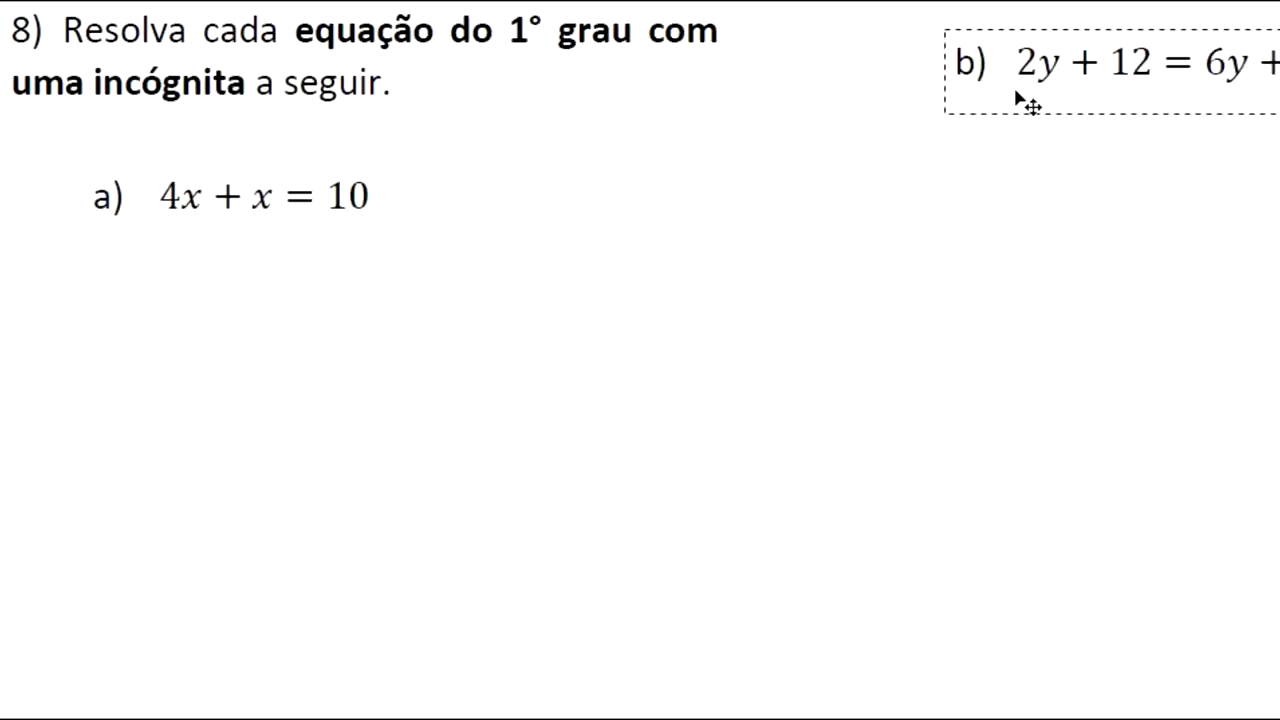 8) Resolva cada equação do 1° grau com
uma incógnita a seguir.
a) 4x + x = 10
b) 2y + 12 = 6y +